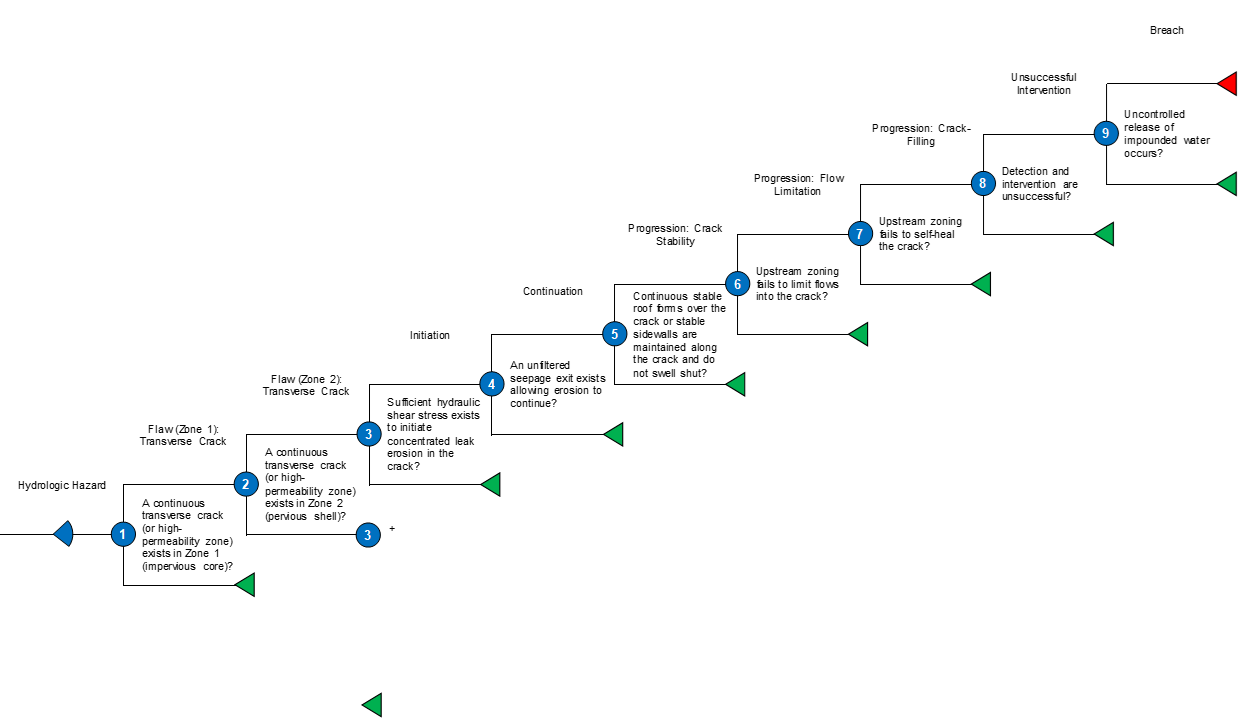 Breach
Unsuccessful
Intervention
Uncontrolled
release of
impounded water
occurs?
9
Progression: Crack-
Filling
Detection and
intervention are
unsuccessful?
8
Progression: Flow
Limitation
Upstream zoning
fails to self-heal
the crack?
7
Progression: Crack
Stability
Upstream zoning
fails to limit flows
into the crack?
6
Continuation
Continuous stable
roof forms over the
crack or stable
sidewalls are
maintained along
the crack and do
not swell shut?
5
Initiation
An unfiltered
seepage exit exists
allowing erosion to
continue?
4
Flaw (Zone 2):
Transverse Crack
Sufficient hydraulic
shear stress exists
to initiate
concentrated leak
erosion in the
crack?
3
Flaw (Zone 1):
Transverse Crack
A continuous
transverse crack
(or high-
permeability zone)
exists in Zone 2
(pervious shell)?
2
3 +
Hydrologic Hazard
A continuous
transverse crack
(or high-
permeability zone)
exists in Zone 1
(impervious core)?
1